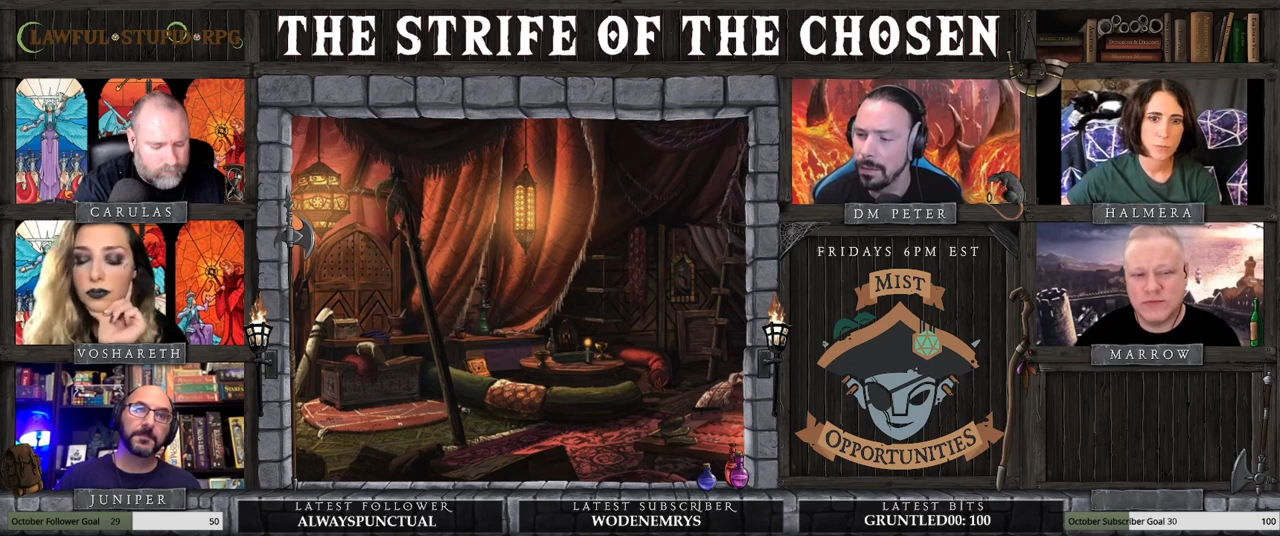 LAWFUL • STUPID • RPG
THE STRIFE OF THE CHOSEN
DUNGEONS & DRAGONS
CARULAS
DM PETER
HALMERA
FRIDAYS 6PM EST
MIST
OPPORTUNITIES
VOSHARETH
MARROW
JUNIPER
LATEST FOLLOWER
ALWAYSPUNCTUAL
LATEST SUBSCRIBER
WODENEMRYS
LATEST BITS
GRUNTLED00: 100
October Follower Goal 29 50
October Subscriber Goal 30 100